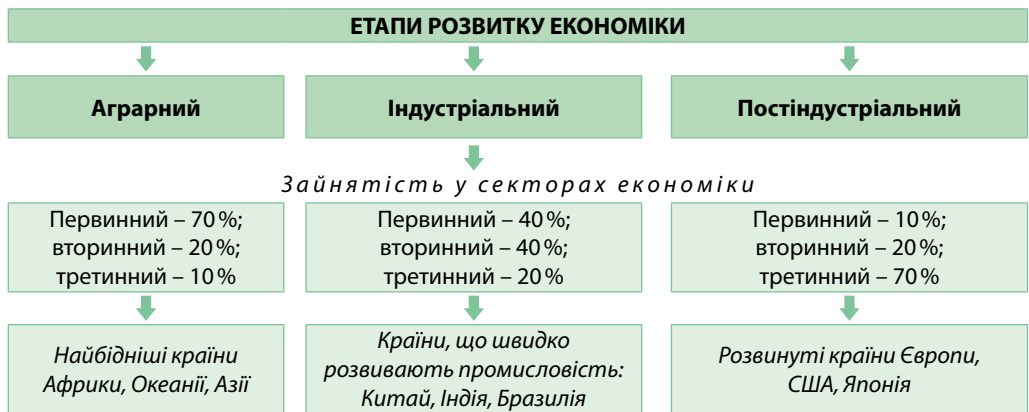 ЕТАПИ РОЗВИТКУ ЕКОНОМІКИ
Аграрний
Індустріальний
Постіндустріальний
Зайнятість у секторах економіки
Первинний – 70 %;
вторинний – 20 %;
третинний – 10 %
Первинний – 40 %;
вторинний – 40 %;
третинний – 20 %
Первинний – 10 %;
вторинний – 20 %;
третинний – 70 %
Найбідніші країни
Африки, Океанії, Азії
Країни, що швидко
розвивають промисловість:
Китай, Індія, Бразилія
Розвинуті країни Європи,
США, Японія